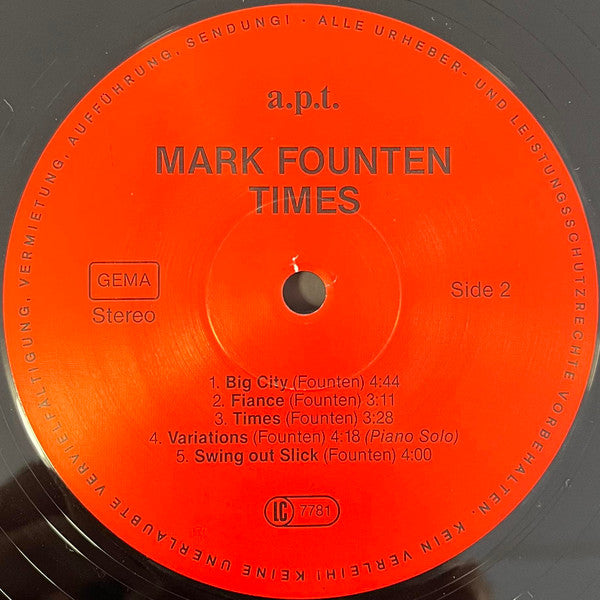 ALLE URHEBER- UND LEISTUNGSSCHUTZRECHTE VORBEHALTEN. KEIN VERLEIH! KEINE UNERLAUBTE VERVIELFÄLTIGUNG, VERMIETUNG, AUFFÜHRUNG, SENDUNG! ·
a.p.t.
MARK FOUNTEN
TIMES
GEMA
Stereo
Side 2
1. Big City (Founten) 4:44
2. Fiance (Founten) 3:11
3. Times (Founten) 3:28
4. Variations (Founten) 4:18 (Piano Solo)
5. Swing out Slick (Founten) 4:00
LC 7781